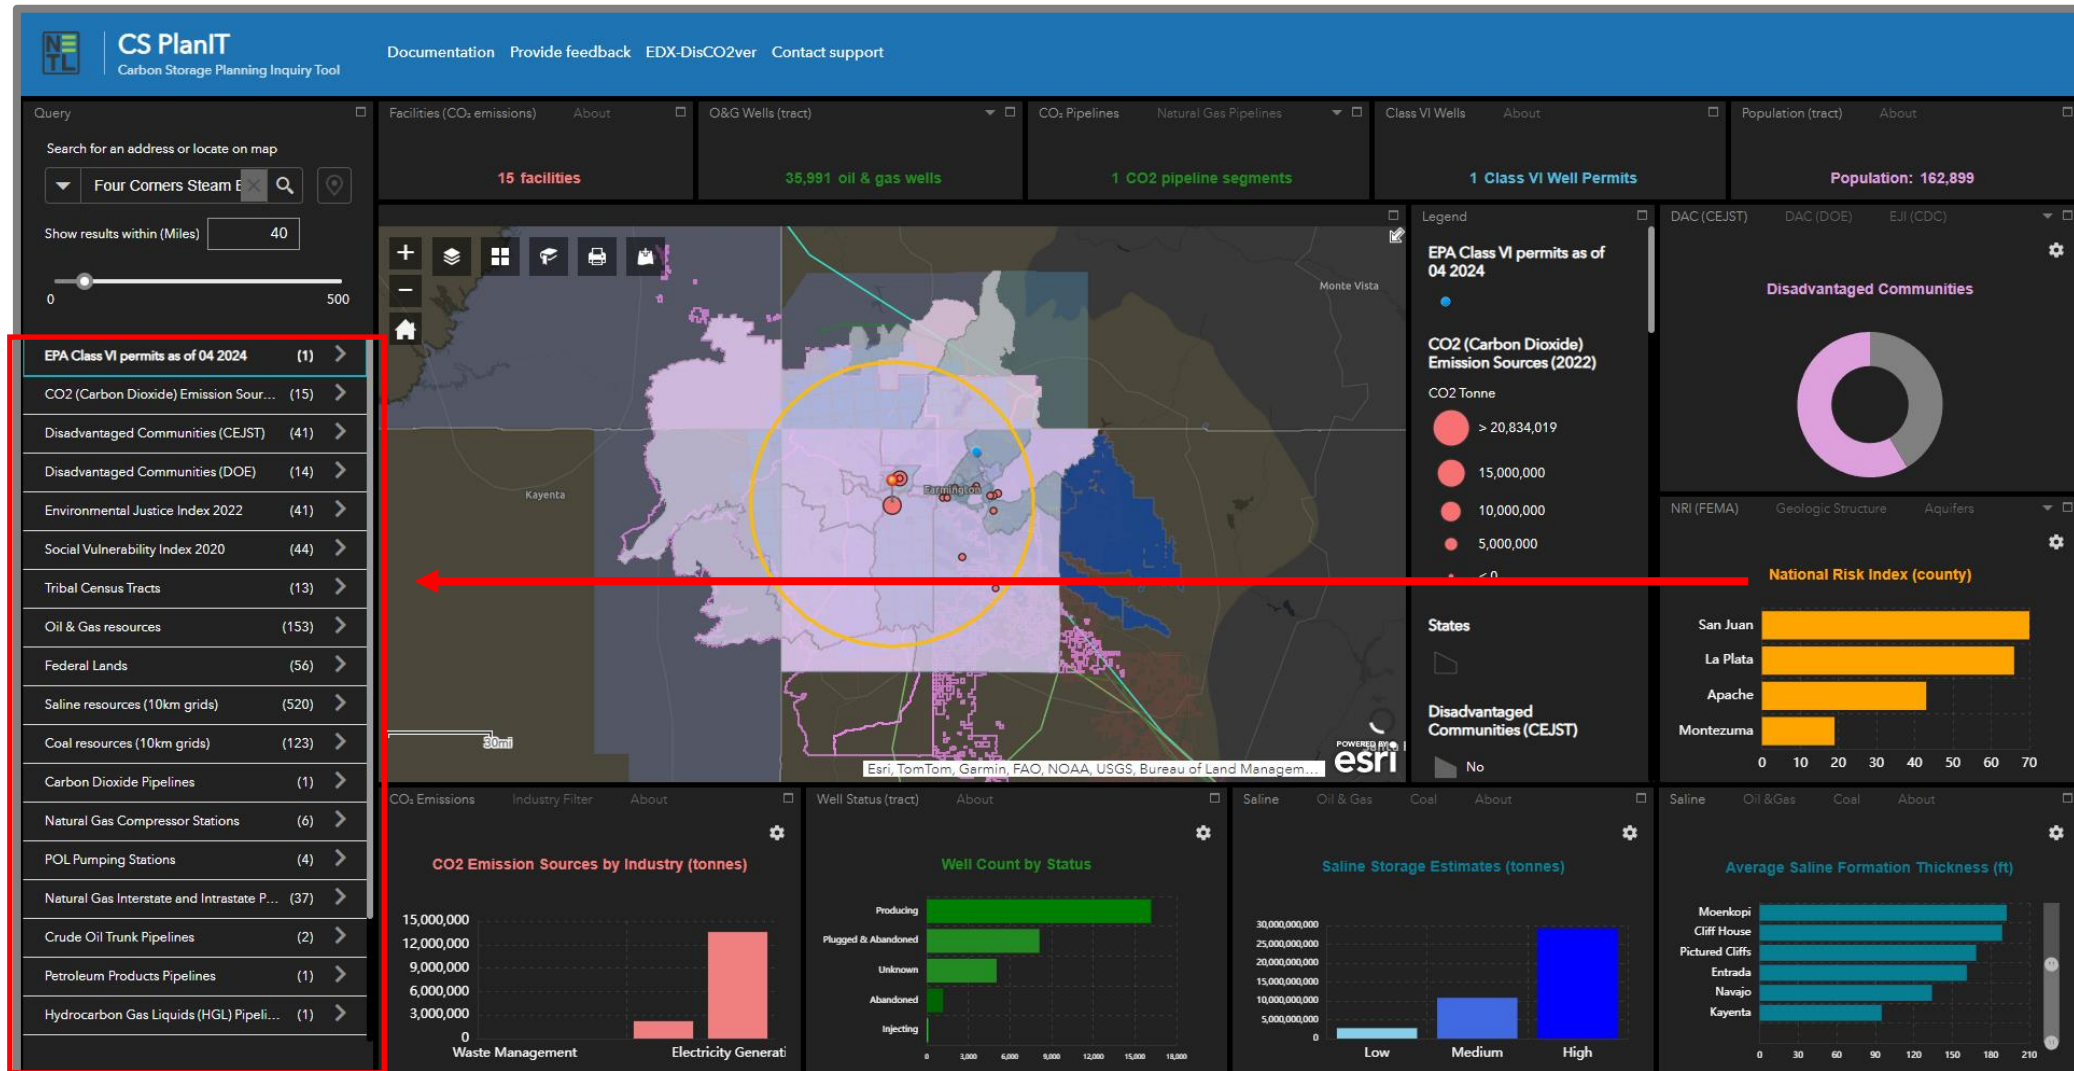 NETL
CS PlanIT
Carbon Storage Planning Inquiry Tool
Documentation Provide feedback EDX-DisCO2ver Contact support
Query
Search for an address or locate on map
Four Corners Steam E
Show results within (Miles) 40
0 500
EPA Class VI permits as of 04 2024 (1)
CO2 (Carbon Dioxide) Emission Sour... (15)
Disadvantaged Communities (CEJST) (41)
Disadvantaged Communities (DOE) (14)
Environmental Justice Index 2022 (41)
Social Vulnerability Index 2020 (44)
Tribal Census Tracts (13)
Oil & Gas resources (153)
Federal Lands (56)
Saline resources (10km grids) (520)
Coal resources (10km grids) (123)
Carbon Dioxide Pipelines (1)
Natural Gas Compressor Stations (6)
POL Pumping Stations (4)
Natural Gas Interstate and Intrastate P... (37)
Crude Oil Trunk Pipelines (2)
Petroleum Products Pipelines (1)
Hydrocarbon Gas Liquids (HGL) Pipeli... (1)
Facilities (CO₂ emissions) About
15 facilities
O&G Wells (tract)
35,991 oil & gas wells
CO₂ Pipelines Natural Gas Pipelines
1 CO2 pipeline segments
Class VI Wells About
1 Class VI Well Permits
Population (tract) About
Population: 162,899
Monte Vista
Kayenta
Farmington
30mi
Esri, TomTom, Garmin, FAO, NOAA, USGS, Bureau of Land Managem...
POWERED BY
esri
Legend
EPA Class VI permits as of
04 2024
CO2 (Carbon Dioxide)
Emission Sources (2022)
CO2 Tonne
> 20,834,019
15,000,000
10,000,000
5,000,000
< 0
States
Disadvantaged
Communities (CEJST)
No
DAC (CEJST) DAC (DOE) EJI (CDC)
Disadvantaged Communities
NRI (FEMA) Geologic Structure Aquifers
National Risk Index (county)
San Juan
La Plata
Apache
Montezuma
0 10 20 30 40 50 60 70
CO₂ Emissions Industry Filter About
CO2 Emission Sources by Industry (tonnes)
15,000,000
12,000,000
9,000,000
6,000,000
3,000,000
0
Waste Management Electricity Generati
Well Status (tract) About
Well Count by Status
Producing
Plugged & Abandoned
Unknown
Abandoned
Injecting
0 3,000 6,000 9,000 12,000 15,000 18,000
Saline Oil & Gas Coal About
Saline Storage Estimates (tonnes)
30,000,000,000
25,000,000,000
20,000,000,000
15,000,000,000
10,000,000,000
5,000,000,000
0
Low Medium High
Saline Oil &Gas Coal About
Average Saline Formation Thickness (ft)
Moenkopi
Cliff House
Pictured Cliffs
Entrada
Navajo
Kayenta
0 30 60 90 120 150 180 210